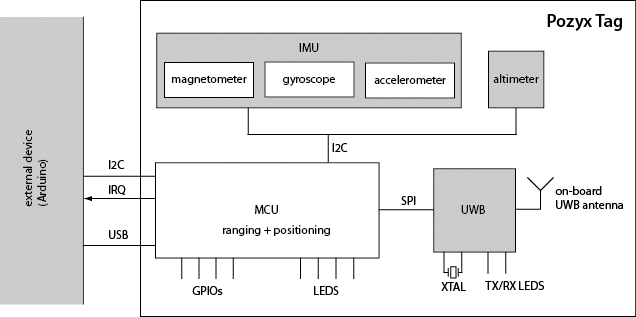 Pozyx Tag
IMU
magnetometer
gyroscope
accelerometer
altimeter
I2C
external device
(Arduino)
I2C
IRQ
USB
MCU
ranging + positioning
SPI
UWB
on-board
UWB antenna
GPIOs
LEDS
XTAL
TX/RX LEDS